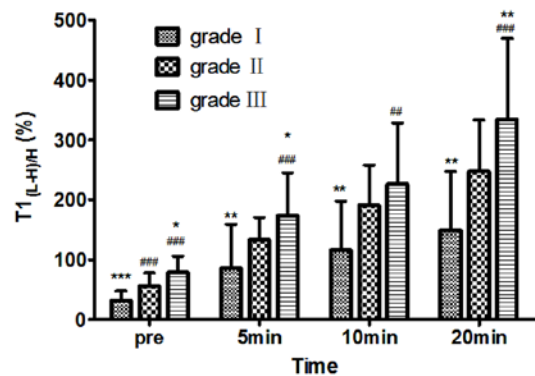 500
400
300
200
100
0
T1(L-H)/H (%)
grade I
grade II
grade III
***
###
*
###
**
*
###
**
##
**
**
###
pre
5min
10min
20min
Time